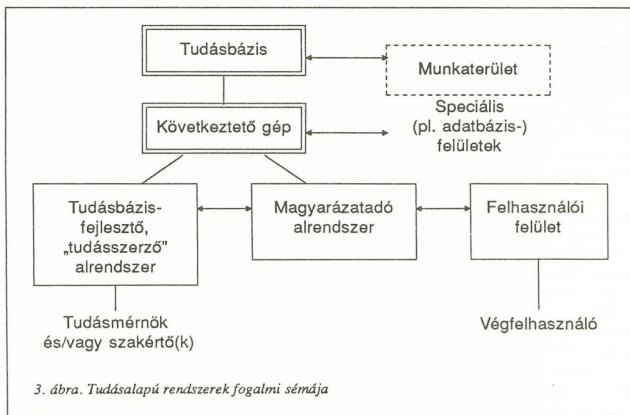 Tudásbázis
Munkaterület
Következtető gép
Speciális
(pl. adatbázis-)
felületek
Tudásbázis-
fejlesztő,
„tudásszerző”
alrendszer
Magyarázatadó
alrendszer
Felhasználói
felület
Tudásmérnök
és/vagy szakértő(k)
Végfelhasználó
3. ábra. Tudásalapú rendszerek fogalmi sémája